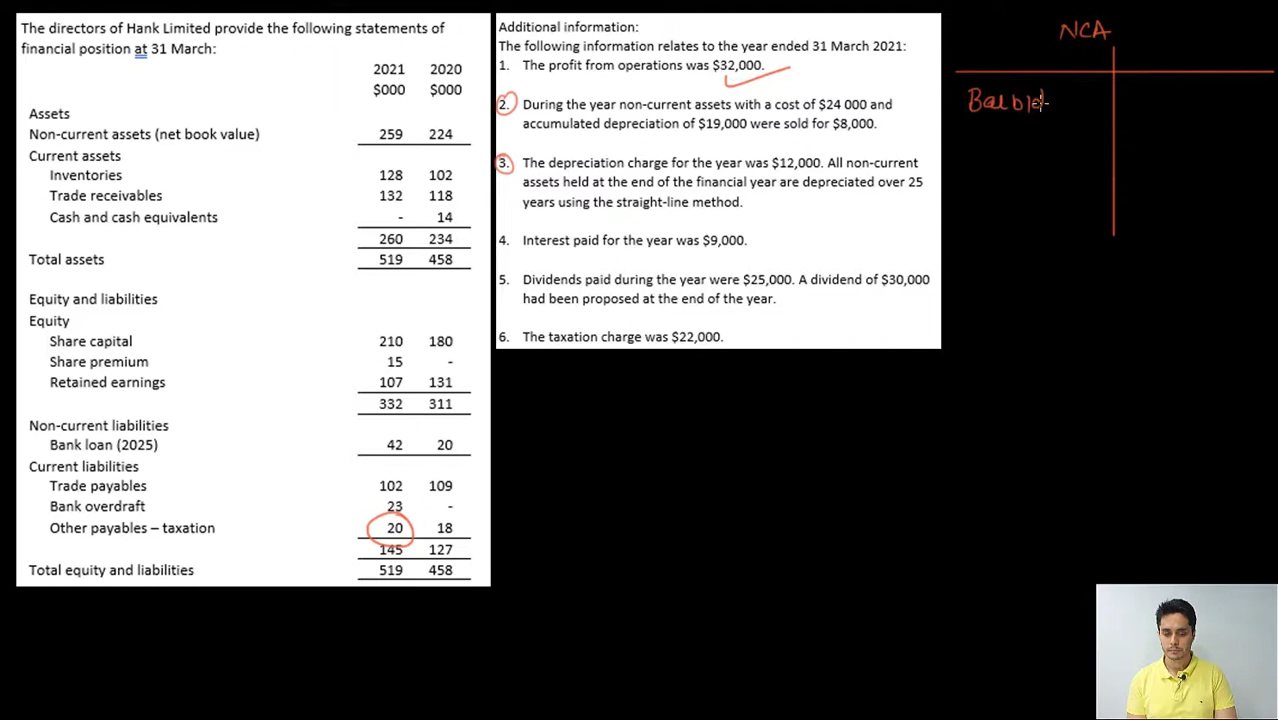 The directors of Hank Limited provide the following statements of
financial position at 31 March:
2021 2020
$000 $000
Assets
Non-current assets (net book value) 259 224
Current assets
Inventories 128 102
Trade receivables 132 118
Cash and cash equivalents - 14
260 234
Total assets 519 458
Equity and liabilities
Equity
Share capital 210 180
Share premium 15 -
Retained earnings 107 131
332 311
Non-current liabilities
Bank loan (2025) 42 20
Current liabilities
Trade payables 102 109
Bank overdraft 23 -
Other payables – taxation 20 18
145 127
Total equity and liabilities 519 458
Additional information:
The following information relates to the year ended 31 March 2021:
1. The profit from operations was $32,000.
2. During the year non-current assets with a cost of $24 000 and
accumulated depreciation of $19,000 were sold for $8,000.
3. The depreciation charge for the year was $12,000. All non-current
assets held at the end of the financial year are depreciated over 25
years using the straight-line method.
4. Interest paid for the year was $9,000.
5. Dividends paid during the year were $25,000. A dividend of $30,000
had been proposed at the end of the year.
6. The taxation charge was $22,000.
NCA
Bal b/d